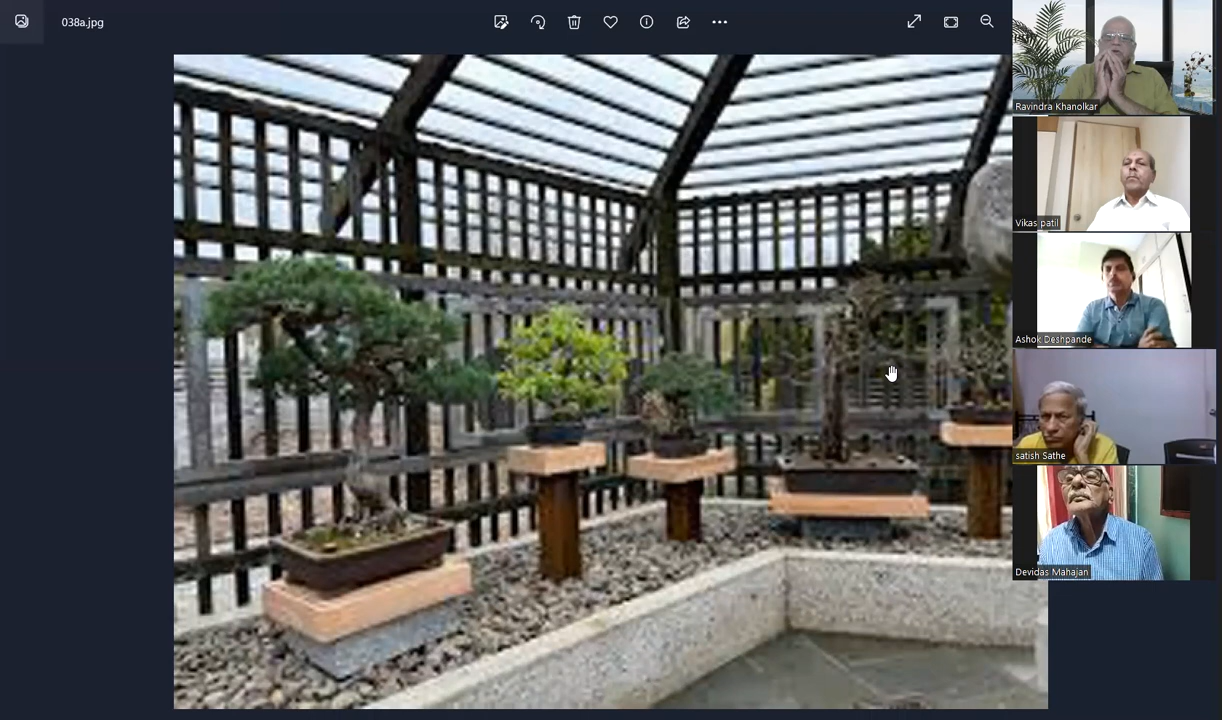 038a.jpg
Ravindra Khanolkar
Vikas patil
Ashok Deshpande
satish Sathe
Devidas Mahajan